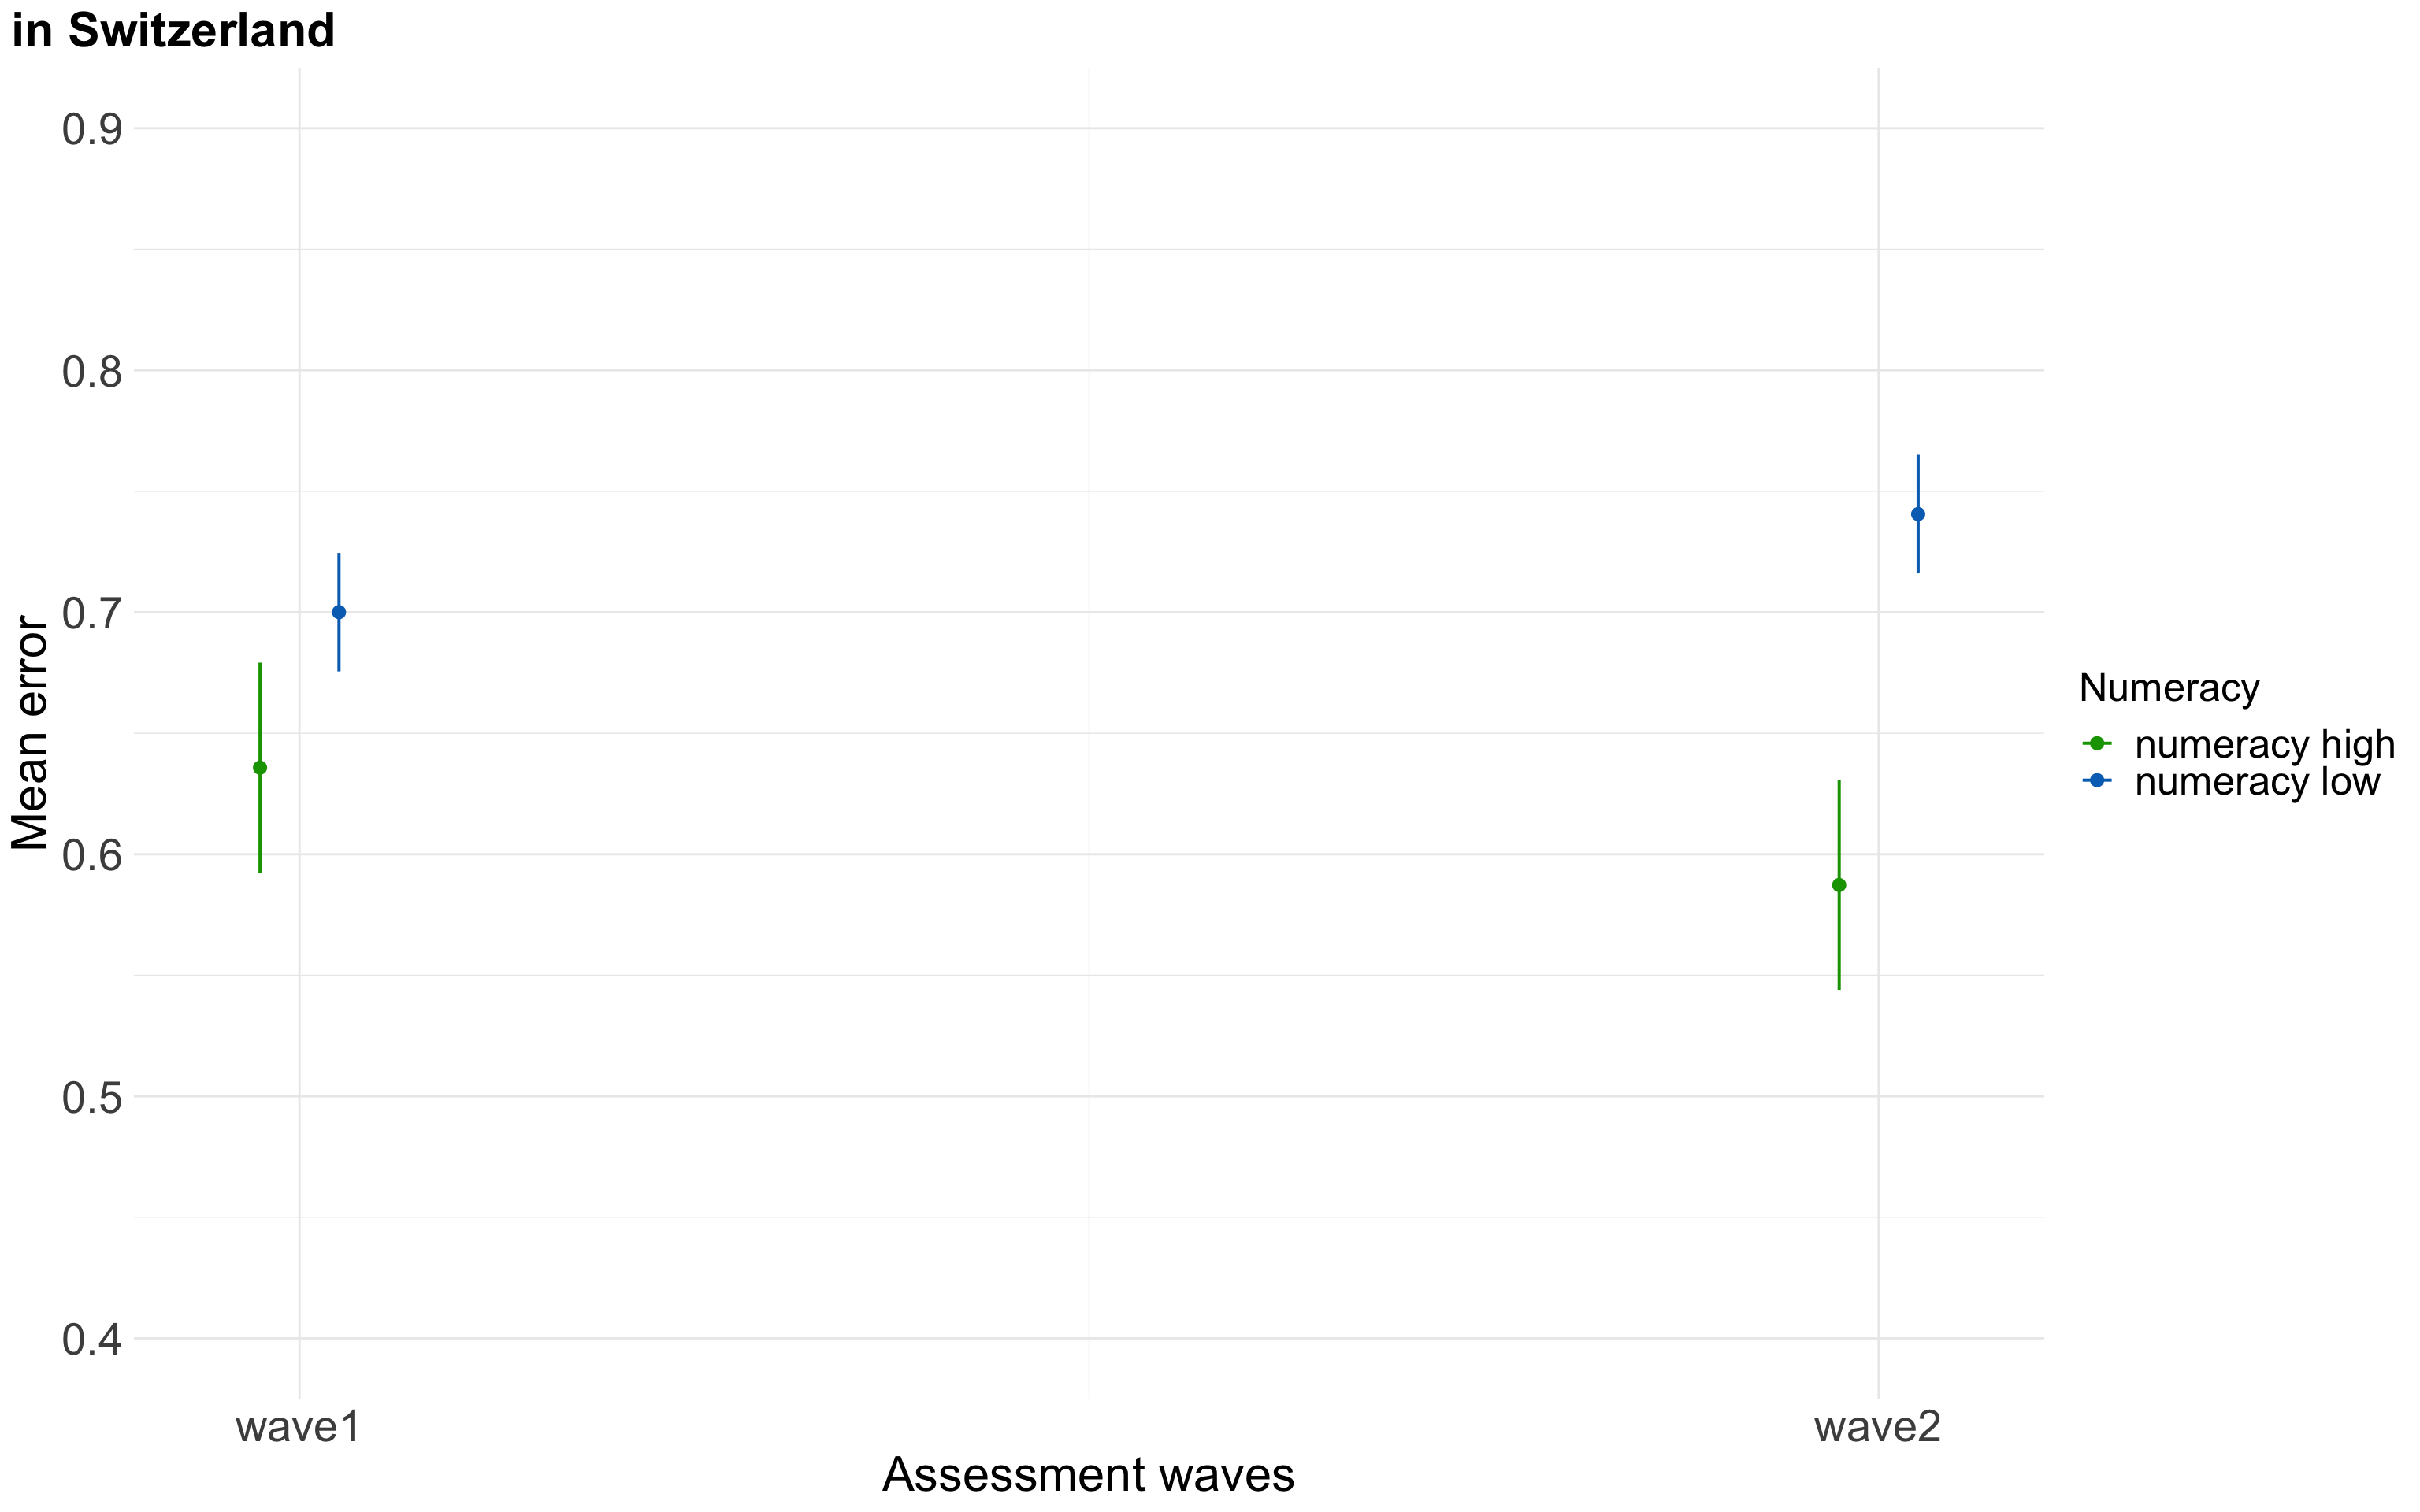 in Switzerland
0.9
0.8
0.7
0.6
0.5
0.4
Mean error
wave1
wave2
Assessment waves
Numeracy
numeracy high
numeracy low